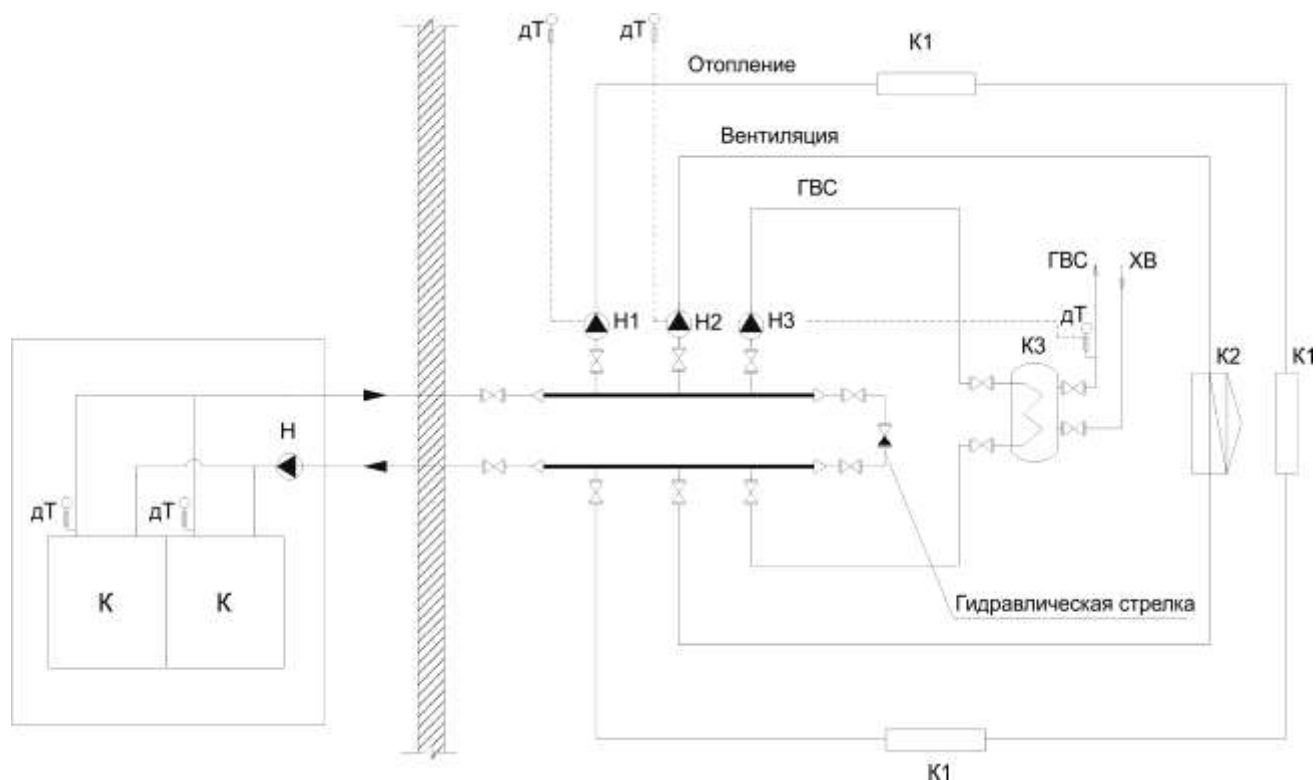 дТ
дТ
К1
Отопление
Вентиляция
ГВС
ГВС
ХВ
Н1
Н2
Н3
дТ
К3
К2
К1
Н
дТ
дТ
К
К
Гидравлическая стрелка
К1